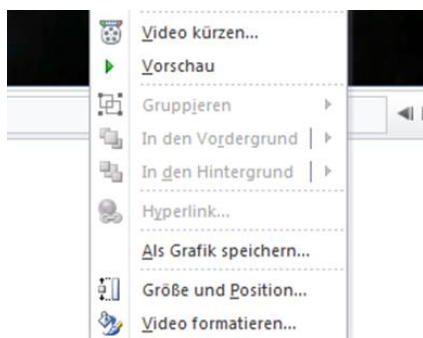 Video kürzen...
Vorschau
Gruppieren
In den Vordergrund
In den Hintergrund
Hyperlink...
Als Grafik speichern...
Größe und Position...
Video formatieren...